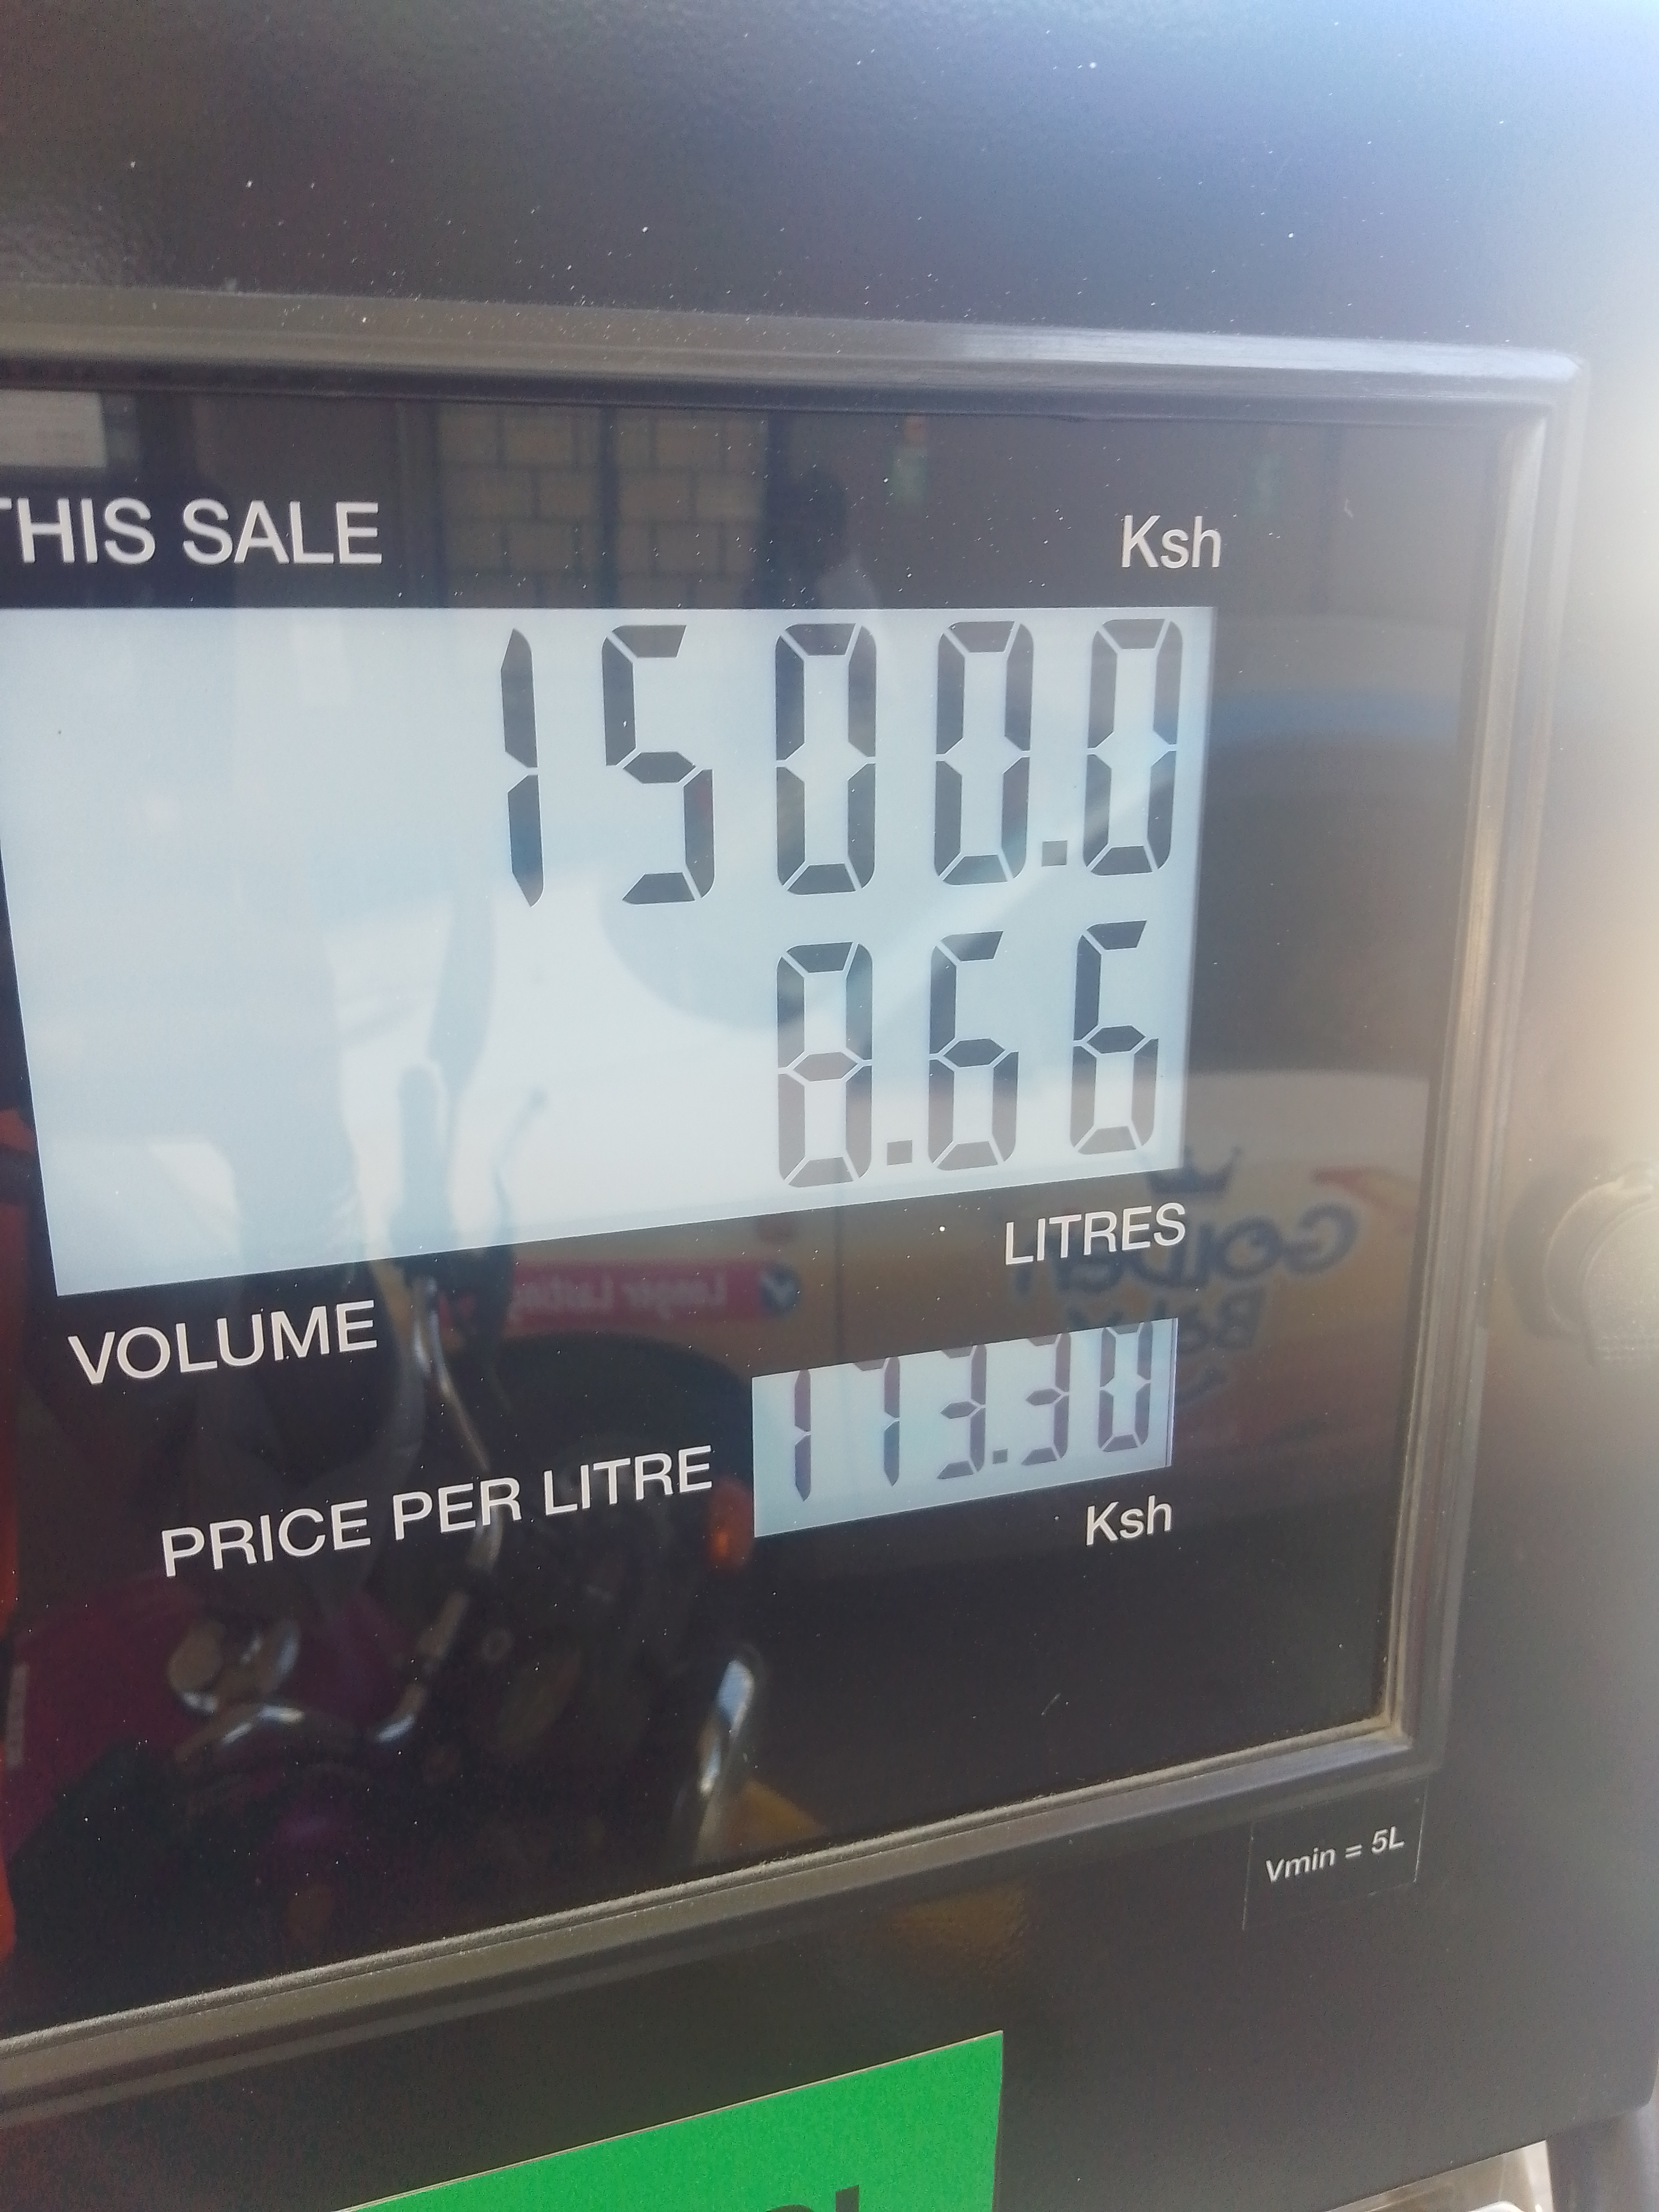 THIS SALE Ksh
1500.0
8.66
LITRES
VOLUME
173.30
PRICE PER LITRE
Ksh
Vmin = 5L